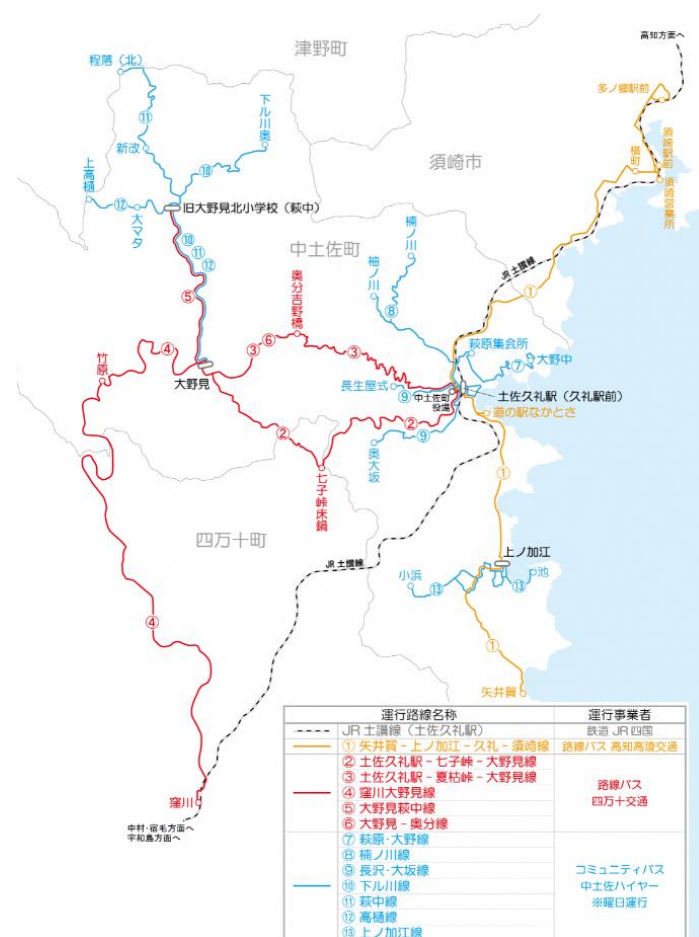 高知方面へ
津野町
程落（北）
多ノ郷駅前
⑪
下ル川奥
須崎市
須崎駅前
横町
新改
⑩
須崎営業所
上高樋
⑫
大マタ
旧大野見北小学校（萩中）
楠ノ川
中土佐町
⑩
⑪
⑫
柚ノ川
JR 土讃線
①
⑤
奥分吉野橋
⑧
④
③
⑥
③
萩原集会所
大野中
⑦
竹原
大野見
長生屋式
⑨
中土佐町
役場
土佐久礼駅（久礼駅前）
道の駅なかとさ
②
②
⑨
奥大坂
①
七子峠床鍋
四万十町
上ノ加江
JR 土讃線
小浜
池
⑬
⑬
④
①
矢井賀
窪川
中村・宿毛方面へ
宇和島方面へ
運行路線名称
運行事業者
JR 土讃線（土佐久礼駅）
鉄道 JR 四国
① 矢井賀－上ノ加江－久礼－須崎線
路線バス 高知高陵交通
② 土佐久礼駅－七子峠－大野見線
③ 土佐久礼駅－夏枯峠－大野見線
④ 窪川大野見線
⑤ 大野見萩中線
⑥ 大野見－奥分線
路線バス
四万十交通
⑦ 萩原・大野線
⑧ 楠ノ川線
⑨ 長沢・大坂線
⑩ 下ル川線
⑪ 萩中線
⑫ 高樋線
⑬ 上ノ加江線
コミュニティバス
中土佐ハイヤー
※曜日運行